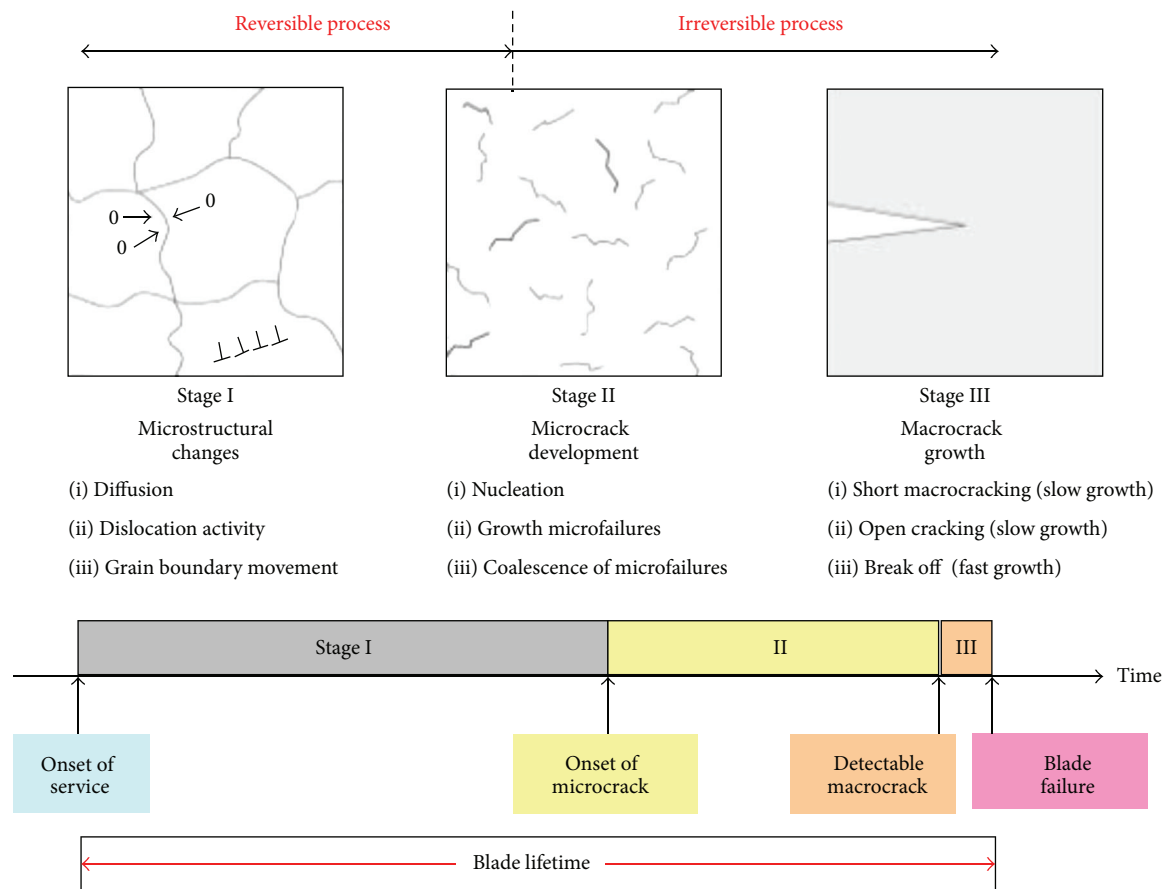 Reversible process
Irreversible process
0
0
0
Stage I
Microstructural
changes
(i) Diffusion
(ii) Dislocation activity
(iii) Grain boundary movement
Stage II
Microcrack
development
(i) Nucleation
(ii) Growth microfailures
(iii) Coalescence of microfailures
Stage III
Macrocrack
growth
(i) Short macrocracking (slow growth)
(ii) Open cracking (slow growth)
(iii) Break off (fast growth)
Stage I
II
III
Time
Onset of
service
Onset of
microcrack
Detectable
macrocrack
Blade
failure
Blade lifetime